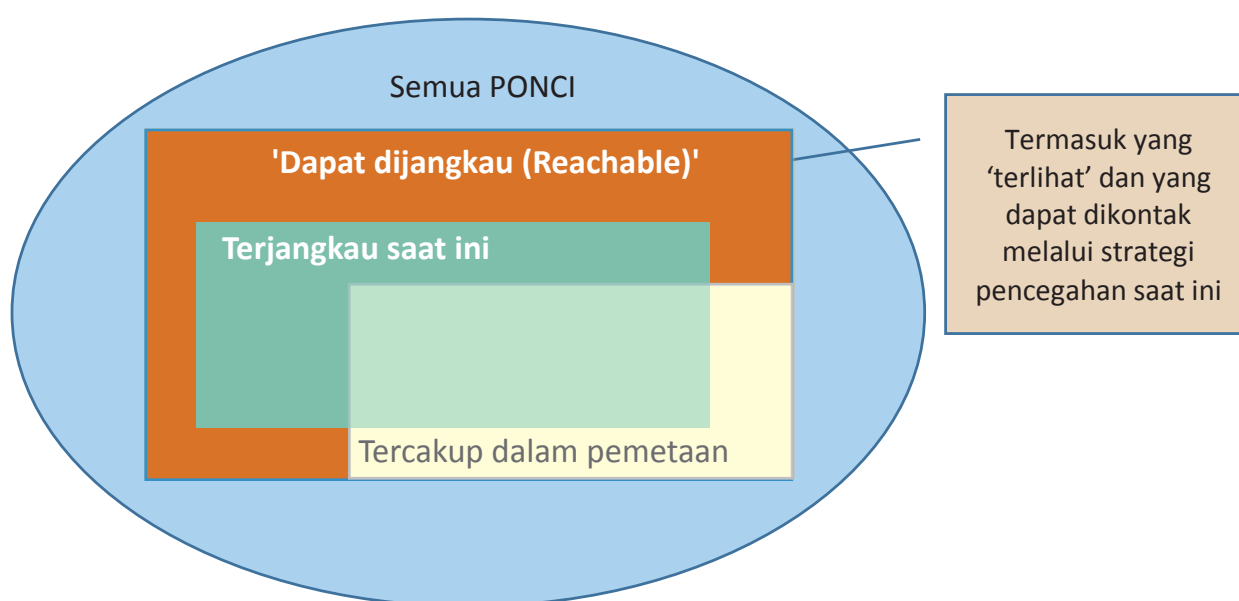 Semua PONCI
'Dapat dijangkau (Reachable)'
Terjangkau saat ini
Tercakup dalam pemetaan
Termasuk yang
‘terlihat’ dan yang
dapat dikontak
melalui strategi
pencegahan saat ini